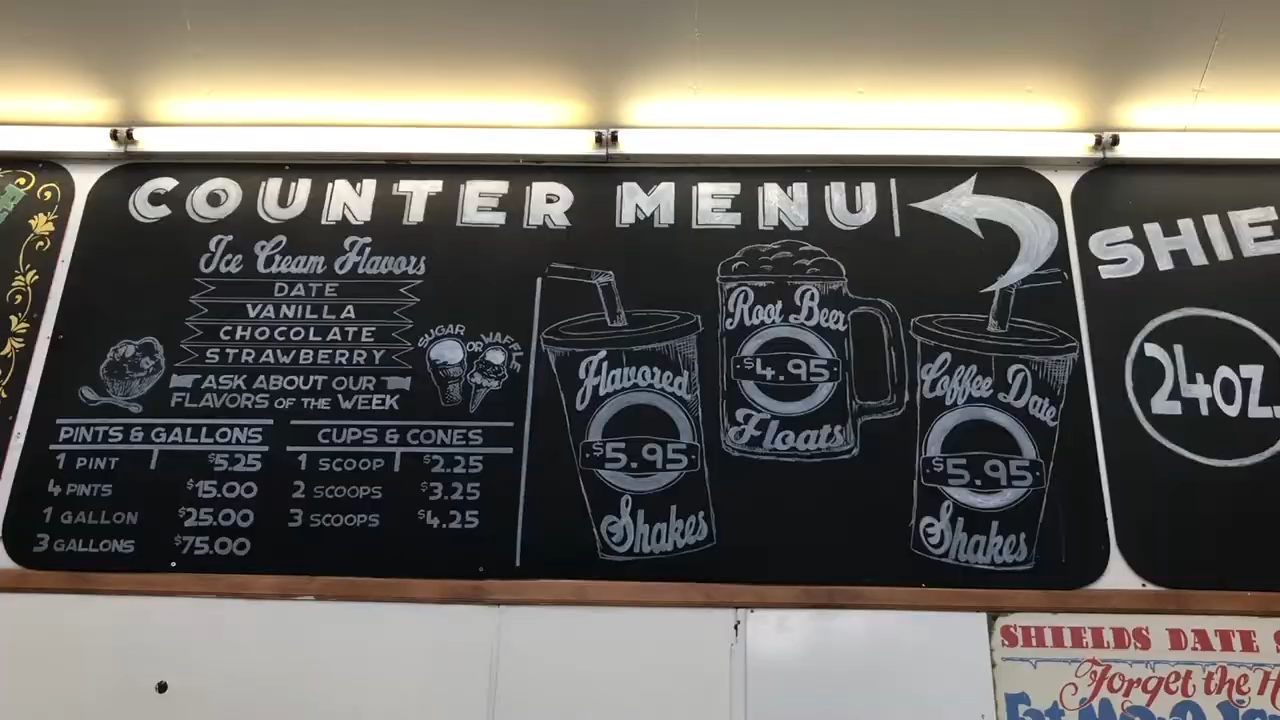 COUNTER MENU
Ice Cream Flavors
DATE
VANILLA
CHOCOLATE
STRAWBERRY
ASK ABOUT OUR
FLAVORS OF THE WEEK
SUGAR OR WAFFLE
PINTS & GALLONS
1 PINT $5.25
4 PINTS $15.00
1 GALLON $25.00
3 GALLONS $75.00
CUPS & CONES
1 SCOOP $2.25
2 SCOOPS $3.25
3 SCOOPS $4.25
Flavored
$5.95
Shakes
Root Beer
$4.95
Floats
Coffee Date
$5.95
Shakes
SHIE
24OZ.
SHIELDS DATE
Forget the